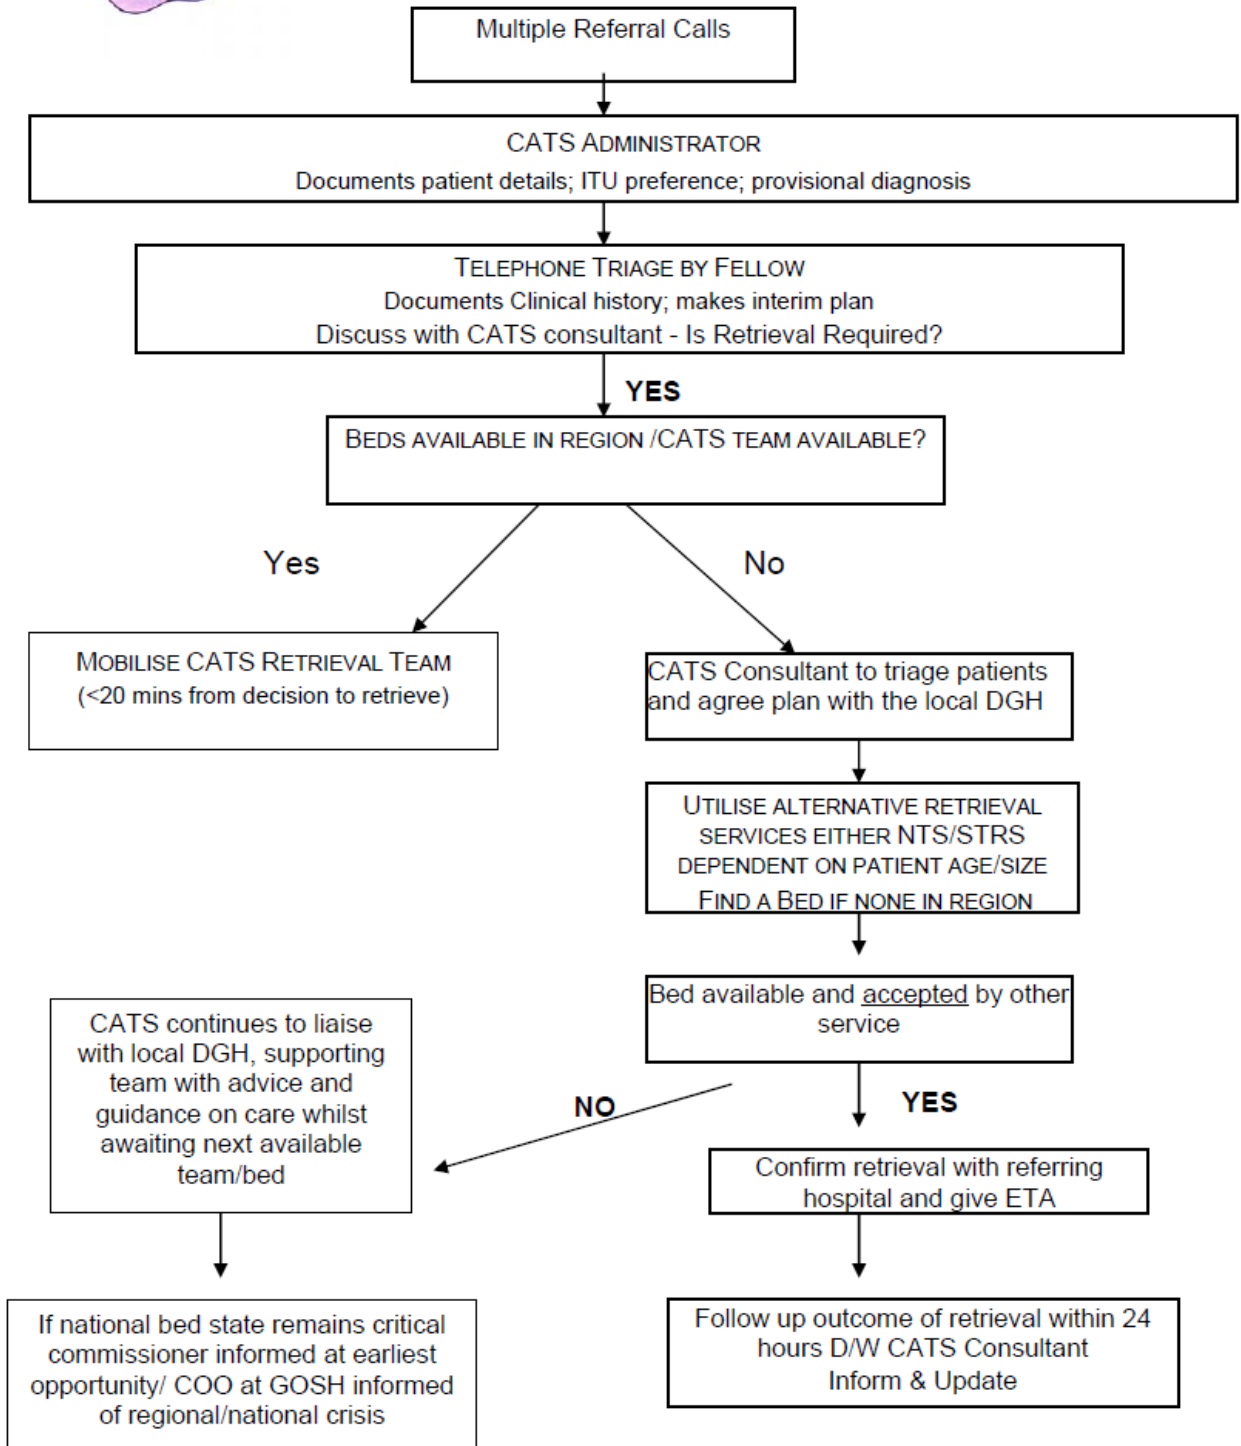 Multiple Referral Calls
CATS ADMINISTRATOR
Documents patient details; ITU preference; provisional diagnosis
TELEPHONE TRIAGE BY FELLOW
Documents Clinical history; makes interim plan
Discuss with CATS consultant - Is Retrieval Required?
YES
BEDS AVAILABLE IN REGION /CATS TEAM AVAILABLE?
Yes
No
MOBILISE CATS RETRIEVAL TEAM
(<20 mins from decision to retrieve)
CATS Consultant to triage patients
and agree plan with the local DGH
UTILISE ALTERNATIVE RETRIEVAL
SERVICES EITHER NTS/STRS
DEPENDENT ON PATIENT AGE/SIZE
FIND A BED IF NONE IN REGION
Bed available and accepted by other
service
NO
YES
CATS continues to liaise
with local DGH, supporting
team with advice and
guidance on care whilst
awaiting next available
team/bed
Confirm retrieval with referring
hospital and give ETA
If national bed state remains critical
commissioner informed at earliest
opportunity/ COO at GOSH informed
of regional/national crisis
Follow up outcome of retrieval within 24
hours D/W CATS Consultant
Inform & Update